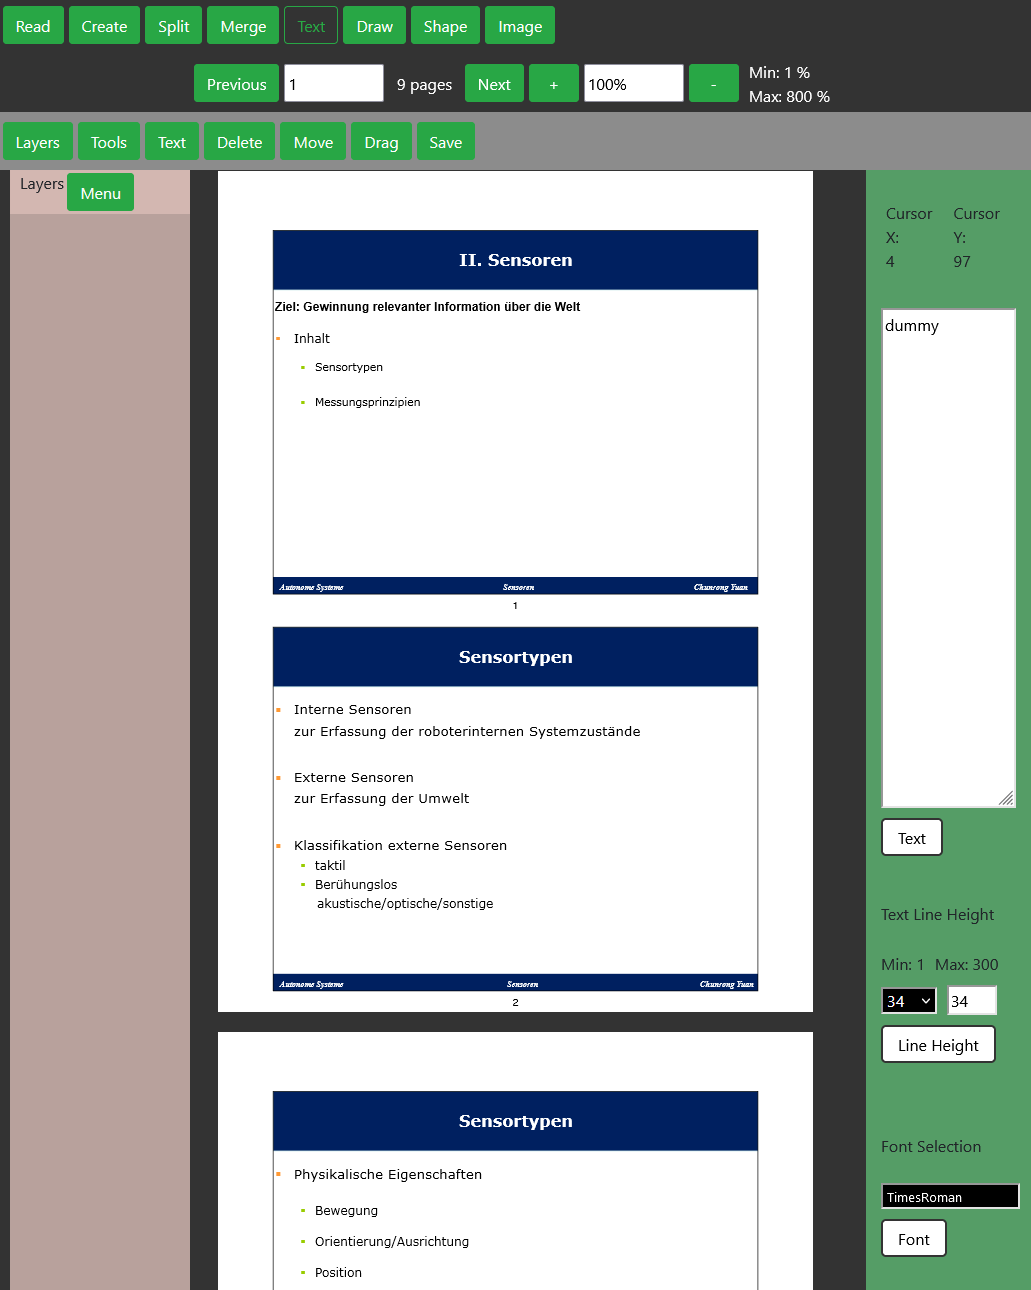 Read Create Split Merge Text Draw Shape Image
Previous 1 9 pages Next + 100% - Min: 1 %
Max: 800 %
Layers Tools Text Delete Move Drag Save
Layers Menu
II. Sensoren
Ziel: Gewinnung relevanter Information über die Welt
Inhalt
Sensortypen
Messungsprinzipien
Autonome Systeme Sensoren Chunrong Yuan
1
Sensortypen
Interne Sensoren
zur Erfassung der roboterinternen Systemzustände
Externe Sensoren
zur Erfassung der Umwelt
Klassifikation externe Sensoren
taktil
Berührungslos
akustische/optische/sonstige
Autonome Systeme Sensoren Chunrong Yuan
2
Sensortypen
Physikalische Eigenschaften
Bewegung
Orientierung/Ausrichtung
Position
Cursor Cursor
X: Y:
4 97
dummy
Text
Text Line Height
Min: 1 Max: 300
34 34
Line Height
Font Selection
TimesRoman
Font